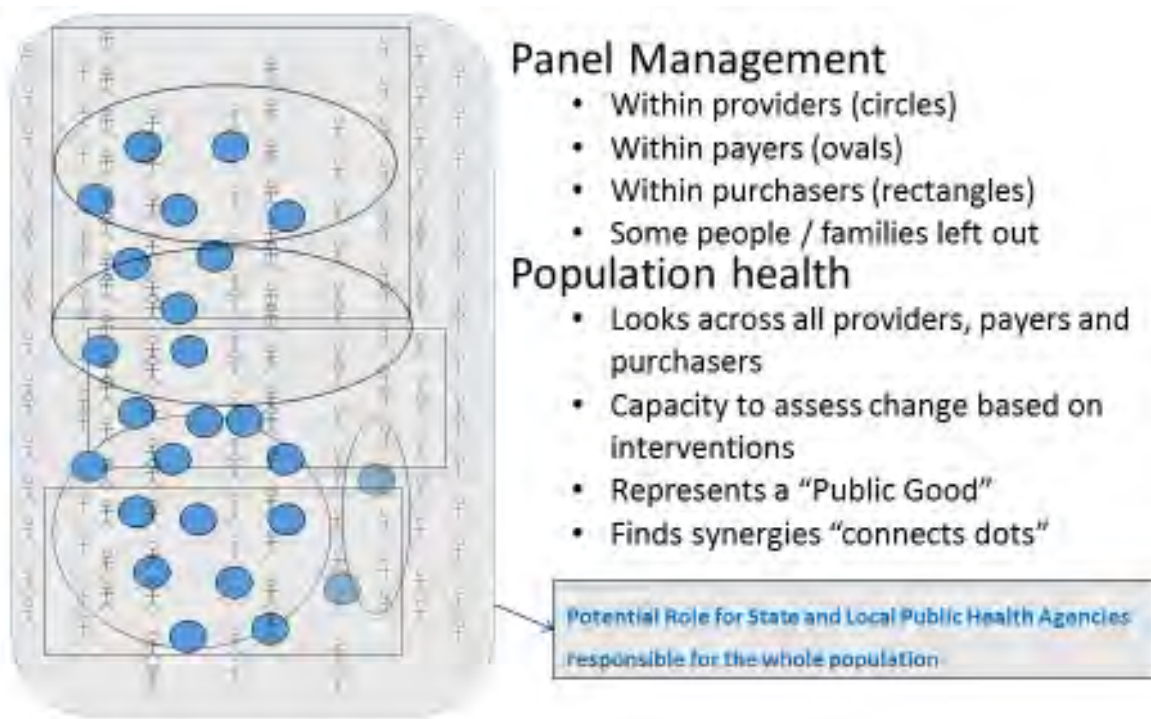 Panel Management
• Within providers (circles)
• Within payers (ovals)
• Within purchasers (rectangles)
• Some people / families left out
Population health
• Looks across all providers, payers and
purchasers
• Capacity to assess change based on
interventions
• Represents a “Public Good”
• Finds synergies “connects dots”
Potential Role for State and Local Public Health Agencies
responsible for the whole population